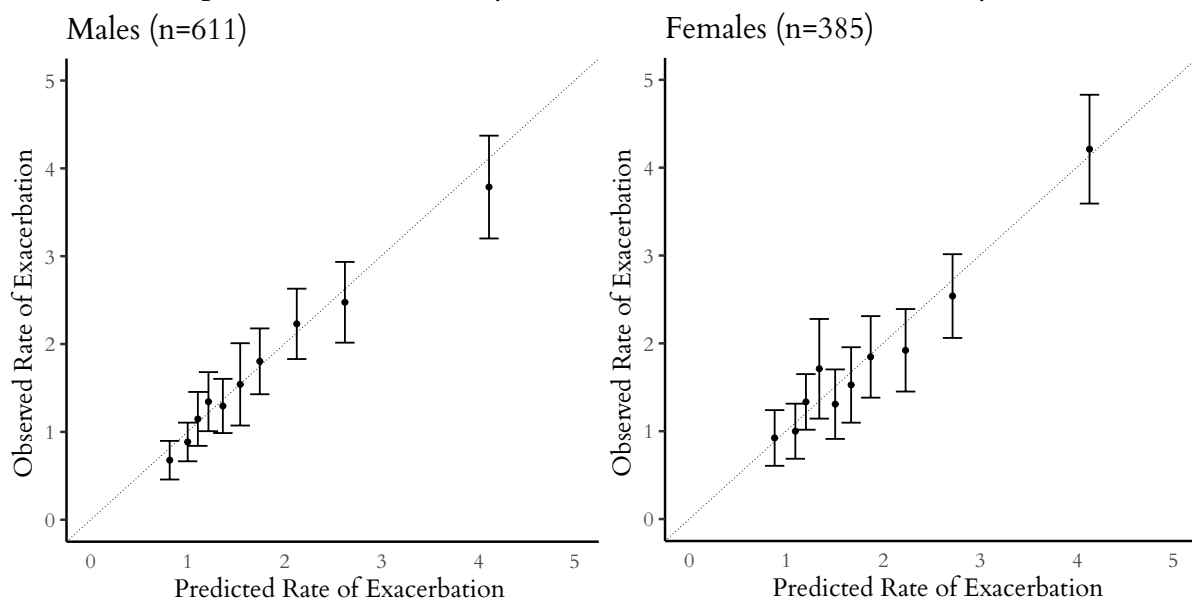 Males (n=611)
Females (n=385)
Observed Rate of Exacerbation
5
4
3
2
1
0
0 1 2 3 4 5
Predicted Rate of Exacerbation
Observed Rate of Exacerbation
5
4
3
2
1
0
0 1 2 3 4 5
Predicted Rate of Exacerbation